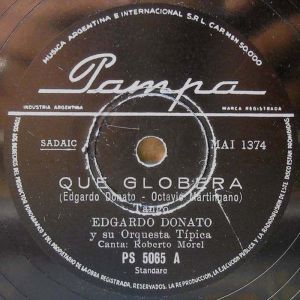 MUSICA ARGENTINA E INTERNACIONAL S.R.L. CAP. $ 50.000
Pampa
INDUSTRIA ARGENTINA
MARCA REGISTRADA
SADAIC
MAI 1374
QUE GLOBERA
(Edgardo Donato - Octavio Martingano)
Tango
EDGARDO DONATO
y su Orquesta Típica
Canta: Roberto Morel
PS 5065 A
Standard